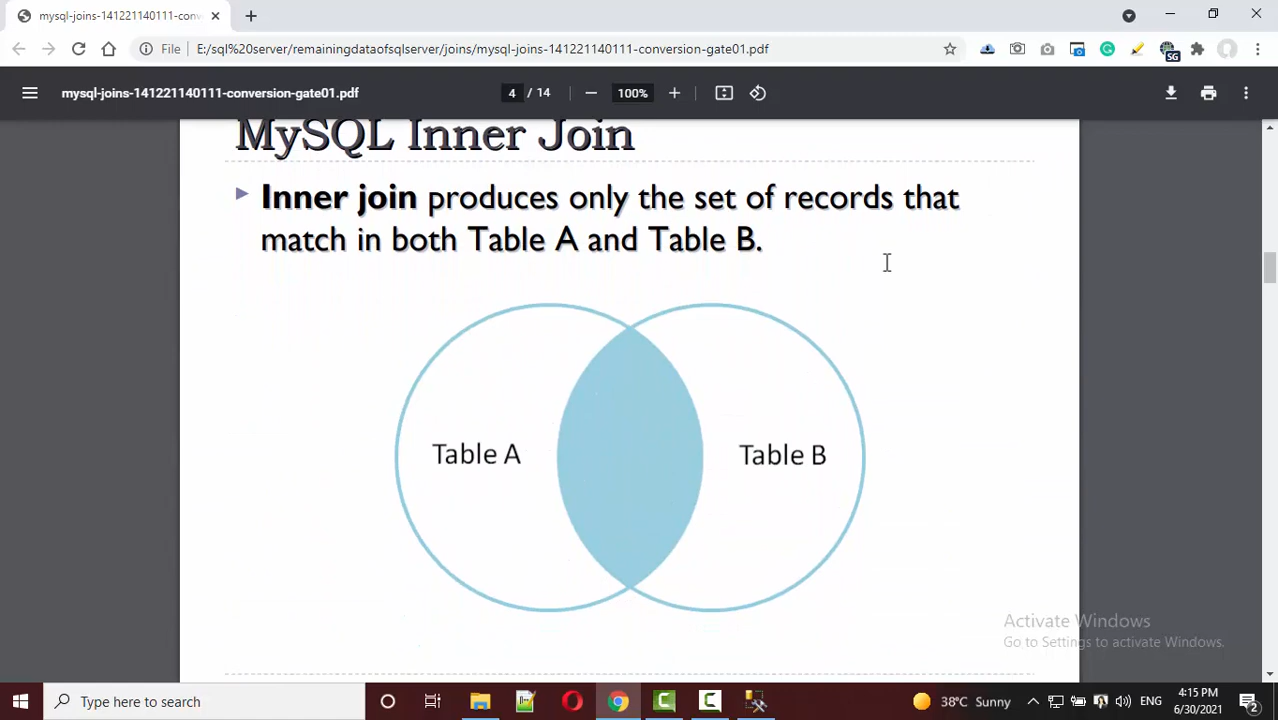 mysql-joins-141221140111-conv
File
E:/sql%20server/remainingdataofsqlserver/joins/mysql-joins-141221140111-conversion-gate01.pdf
SG
mysql-joins-141221140111-conversion-gate01.pdf
4 / 14
100%
MySQL Inner Join
Inner join produces only the set of records that
match in both Table A and Table B.
Table A
Table B
Activate Windows
Go to Settings to activate Windows.
Type here to search
38°C Sunny
ENG
4:15 PM
6/30/2021
2